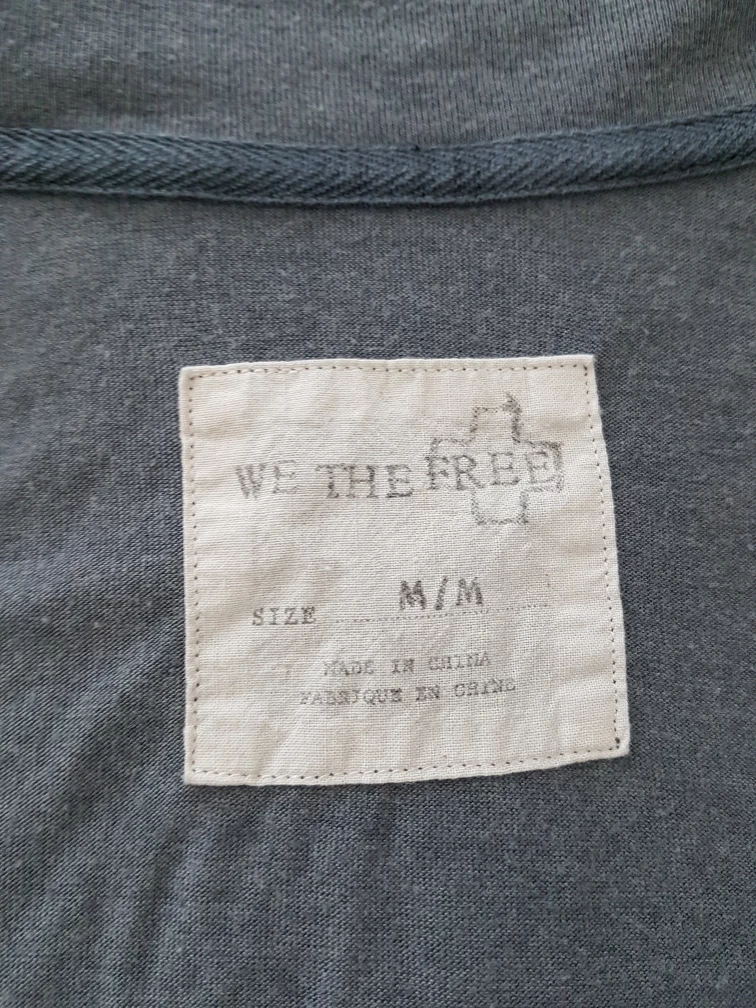 WE THE FREE
SIZE M/M
MADE IN CHINA
FABRIQUE EN CHINE